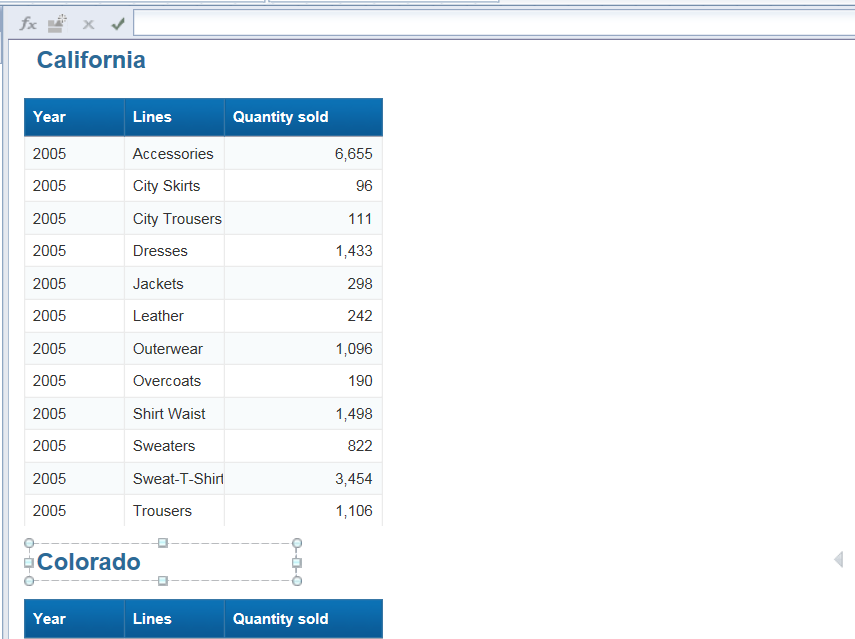 fx
California
Year Lines Quantity sold
2005 Accessories 6,655
2005 City Skirts 96
2005 City Trousers 111
2005 Dresses 1,433
2005 Jackets 298
2005 Leather 242
2005 Outerwear 1,096
2005 Overcoats 190
2005 Shirt Waist 1,498
2005 Sweaters 822
2005 Sweat-T-Shirt 3,454
2005 Trousers 1,106
Colorado
Year Lines Quantity sold